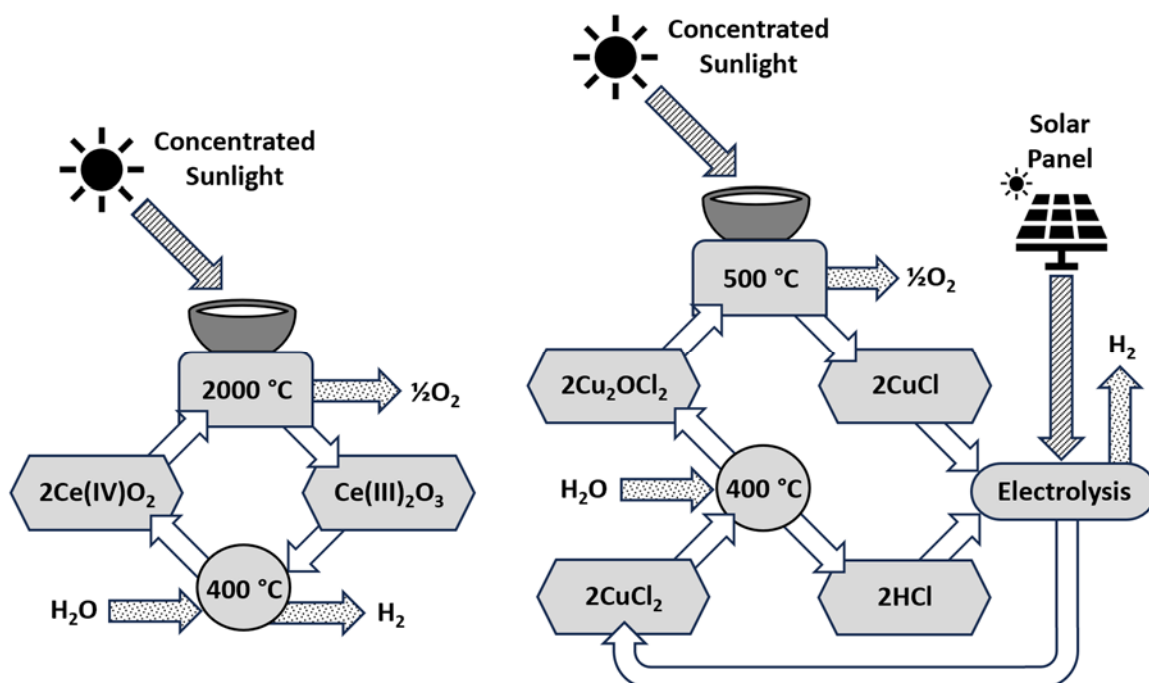 Concentrated
Sunlight
2000 °C
½O₂
2Ce(IV)O₂
Ce(III)₂O₃
400 °C
H₂O
H₂
Concentrated
Sunlight
Solar
Panel
500 °C
½O₂
H₂
2Cu₂OCl₂
2CuCl
H₂O
400 °C
Electrolysis
2CuCl₂
2HCl